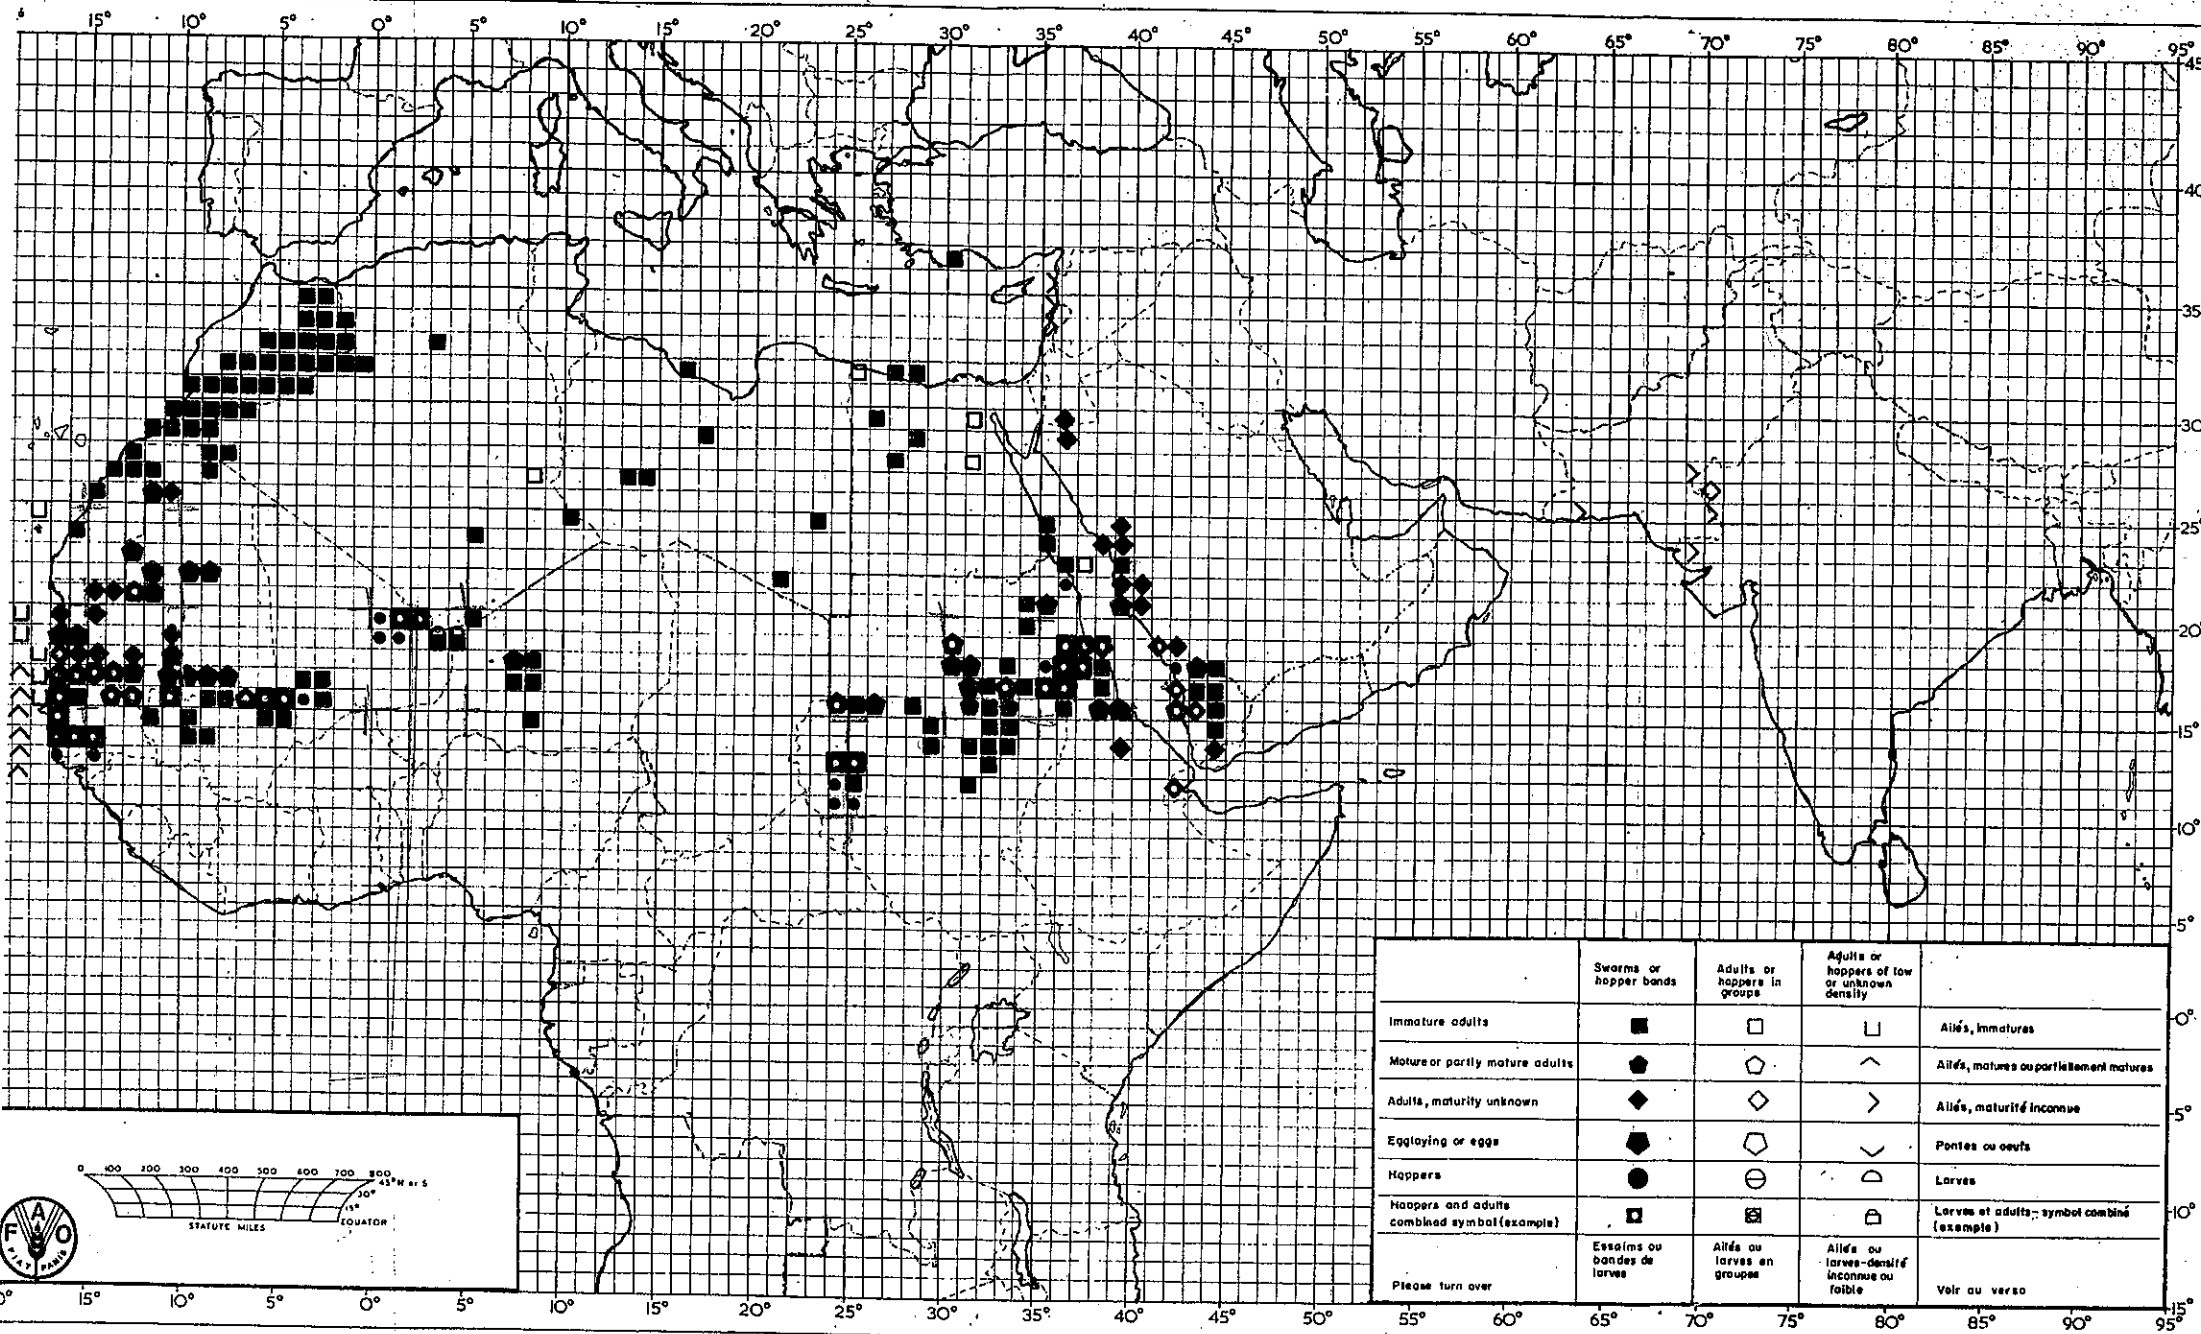 15° 10° 5° 0° 5° 10° 15° 20° 25° 30° 35° 40° 45° 50° 55° 60° 65° 70° 75° 80° 85° 90° 95°
45
40
35
30
25°
20°
15°
10°
5°
0°
5°
10°
15°
Swarms or hopper bands
Adults or hoppers in groups
Adults or hoppers of low or unknown density
Immature adults
Ailés, immatures
Mature or partly mature adults
Ailés, matures ou partiellement matures
Adults, maturity unknown
Ailés, maturité inconnue
Egglaying or eggs
Pontes ou oeufs
Hoppers
Larves
Hoppers and adults combined symbol (example)
Larves et adults - symbol combiné (example)
Essaims ou bandes de larves
Ailés ou larves en groupes
Ailés ou larves-densité inconnue ou faible
Please turn over
Voir au verso
0 100 200 300 400 500 600 700 800
45° N or S
30°
15°
EQUATOR
STATUTE MILES
F A O
FIAT PANIS
0° 15° 10° 5° 0° 5° 10° 15° 20° 25° 30° 35° 40° 45° 50° 55° 60° 65° 70° 75° 80° 85° 90° 95°